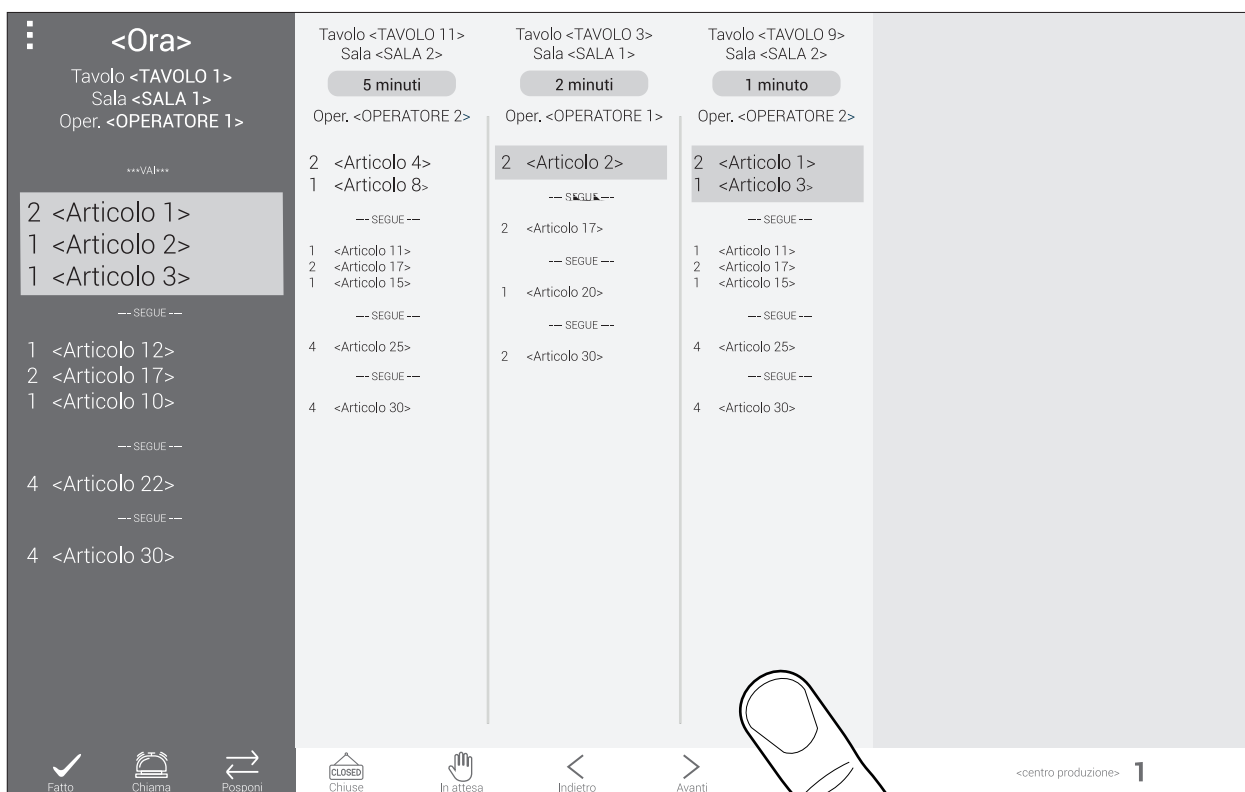 <Ora>
Tavolo <TAVOLO 1>
Sala <SALA 1>
Oper. <OPERATORE 1>
***VAI***
2 <Articolo 1>
1 <Articolo 2>
1 <Articolo 3>
--- SEGUE ---
1 <Articolo 12>
2 <Articolo 17>
1 <Articolo 10>
--- SEGUE ---
4 <Articolo 22>
--- SEGUE ---
4 <Articolo 30>
Fatto
Chiama
Posponi
Tavolo <TAVOLO 11>
Sala <SALA 2>
5 minuti
Oper. <OPERATORE 2>
2 <Articolo 4>
1 <Articolo 8>
--- SEGUE ---
1 <Articolo 11>
2 <Articolo 17>
1 <Articolo 15>
--- SEGUE ---
4 <Articolo 25>
--- SEGUE ---
4 <Articolo 30>
Tavolo <TAVOLO 3>
Sala <SALA 1>
2 minuti
Oper. <OPERATORE 1>
2 <Articolo 2>
--- SEGUE ---
2 <Articolo 17>
--- SEGUE ---
1 <Articolo 20>
--- SEGUE ---
2 <Articolo 30>
Tavolo <TAVOLO 9>
Sala <SALA 2>
1 minuto
Oper. <OPERATORE 2>
2 <Articolo 1>
1 <Articolo 3>
--- SEGUE ---
1 <Articolo 11>
2 <Articolo 17>
1 <Articolo 15>
--- SEGUE ---
4 <Articolo 25>
--- SEGUE ---
4 <Articolo 30>
CLOSED
Chiuse
In attesa
Indietro
Avanti
<centro produzione> 1